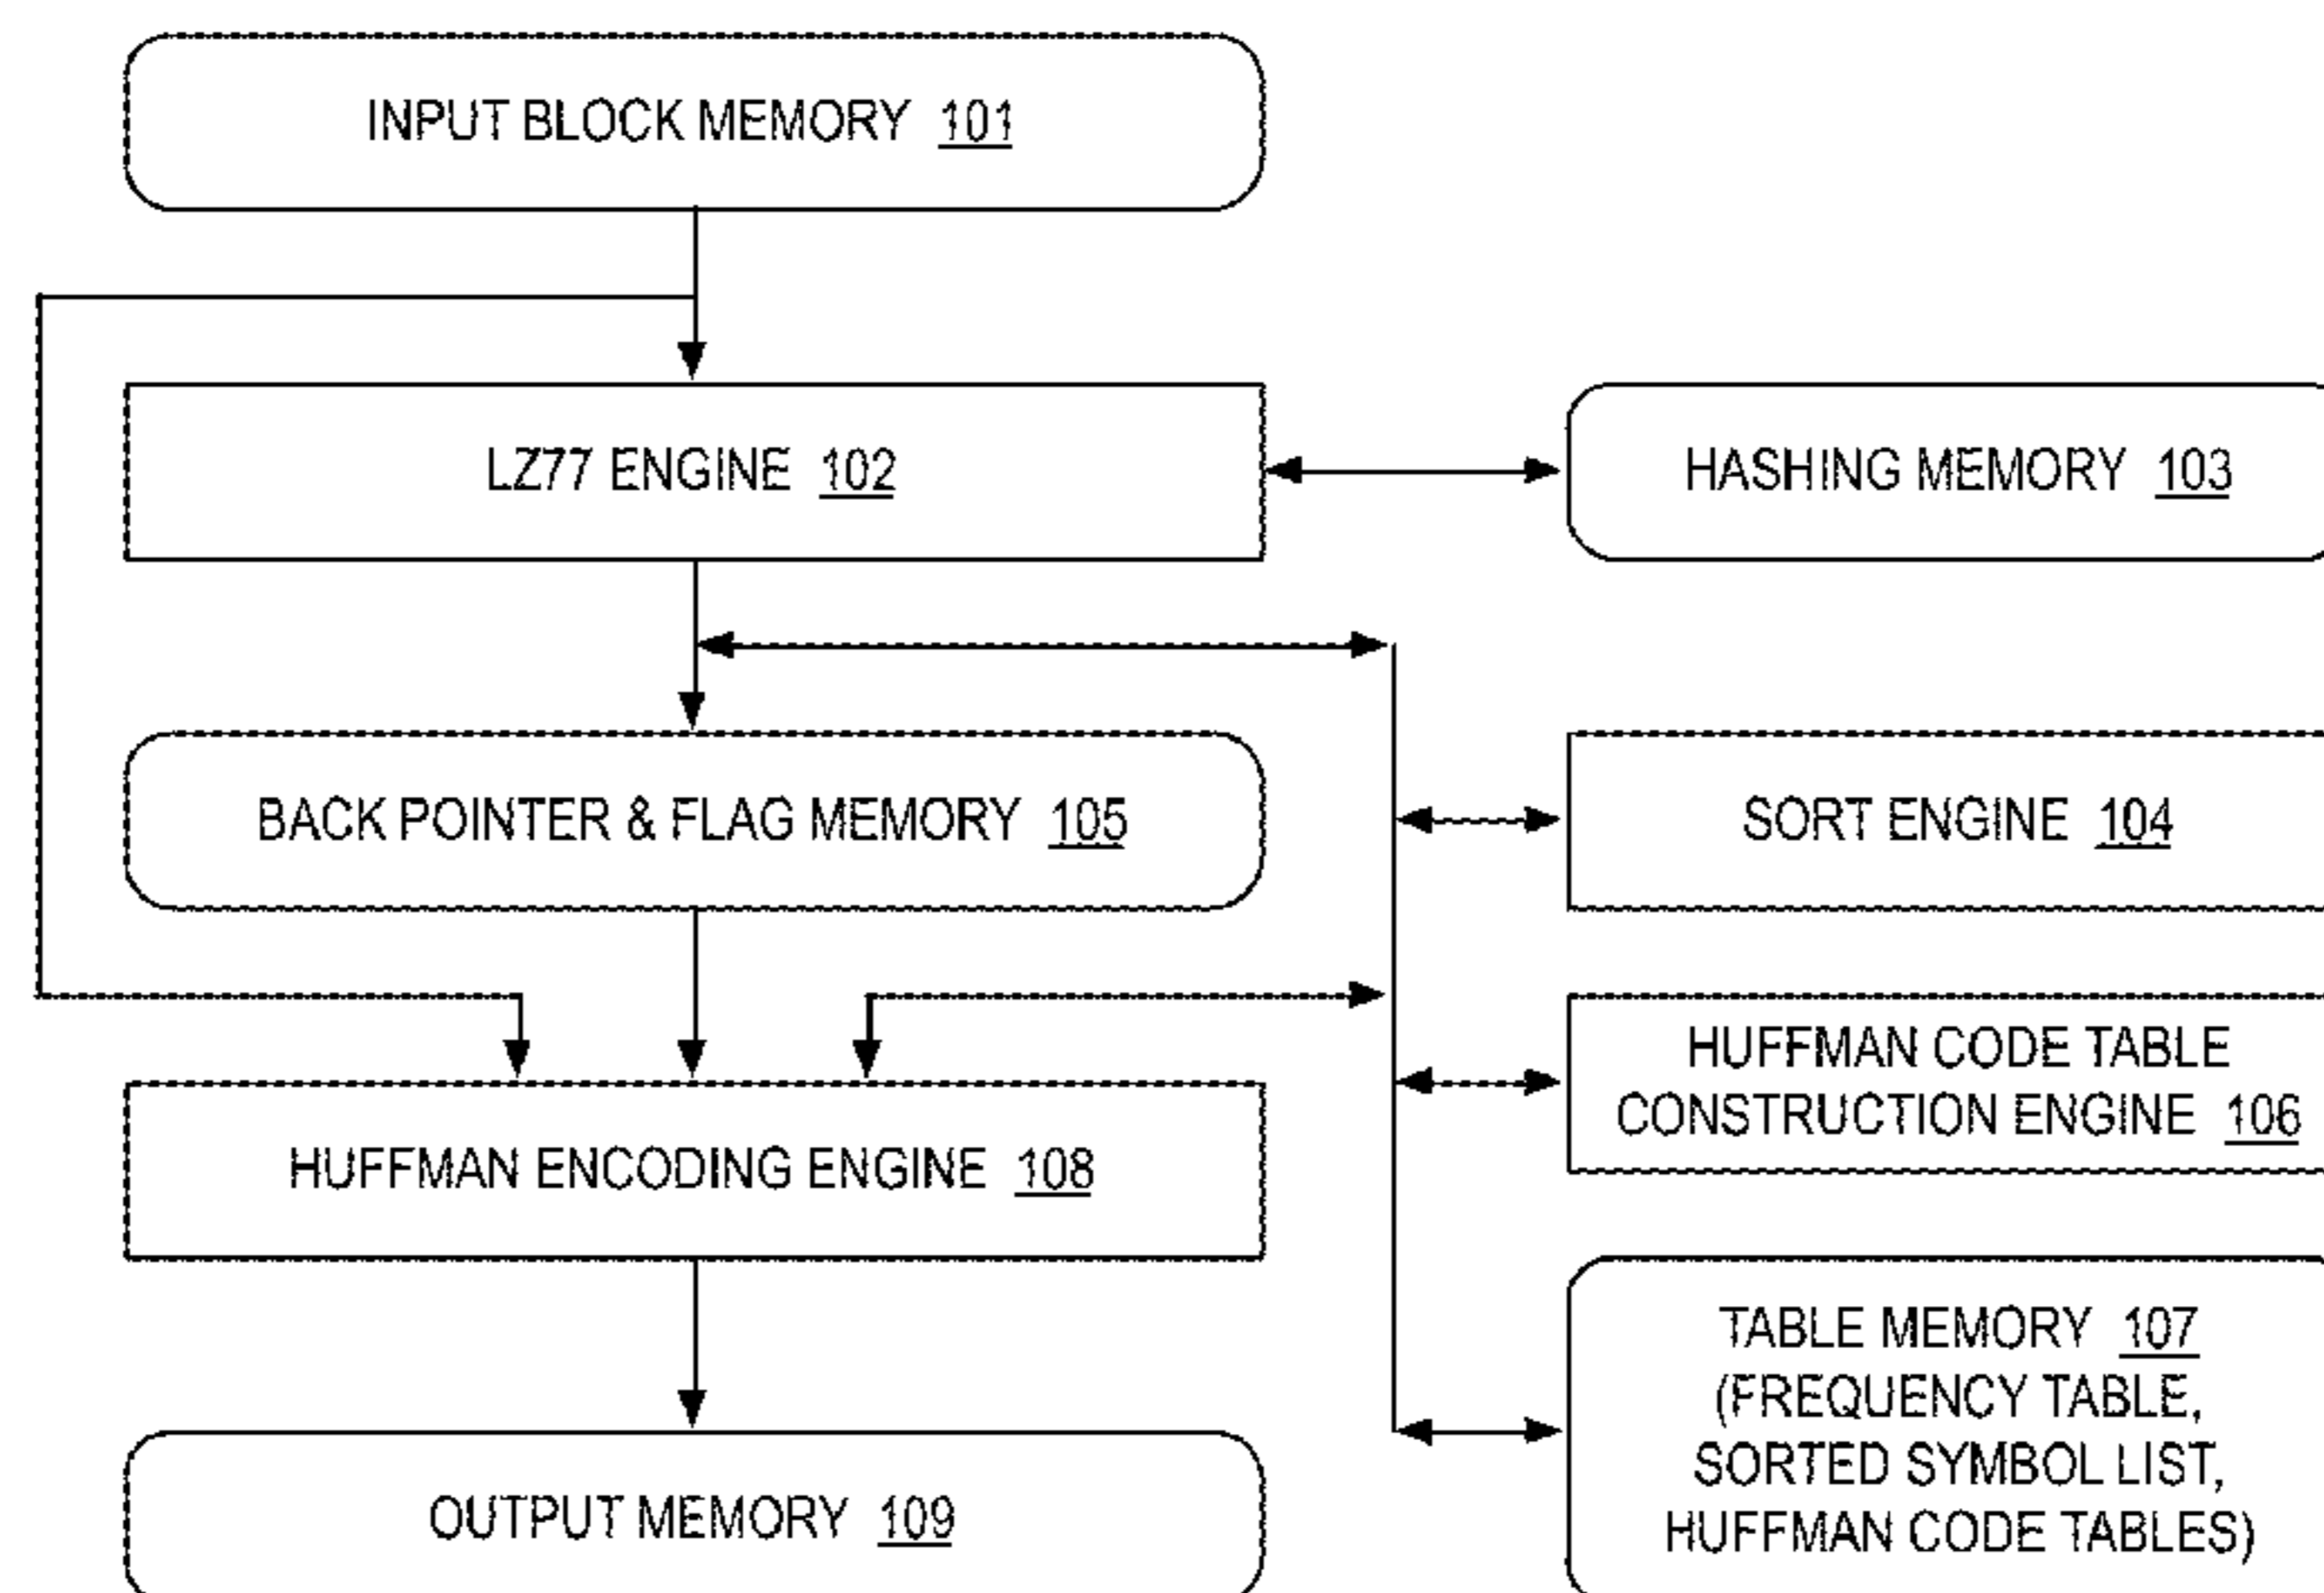 INPUT BLOCK MEMORY 101
LZ77 ENGINE 102
HASHING MEMORY 103
BACK POINTER & FLAG MEMORY 105
SORT ENGINE 104
HUFFMAN CODE TABLE
CONSTRUCTION ENGINE 106
HUFFMAN ENCODING ENGINE 108
TABLE MEMORY 107
(FREQUENCY TABLE,
SORTED SYMBOL LIST,
HUFFMAN CODE TABLES)
OUTPUT MEMORY 109